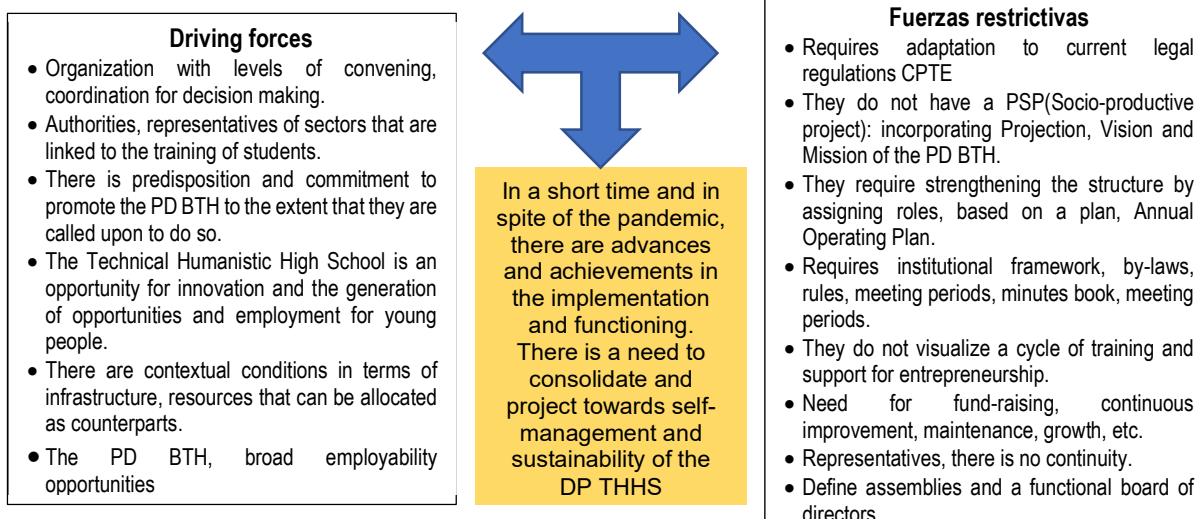 Driving forces
• Organization with levels of convening,
coordination for decision making.
• Authorities, representatives of sectors that are
linked to the training of students.
• There is predisposition and commitment to
promote the PD BTH to the extent that they are
called upon to do so.
• The Technical Humanistic High School is an
opportunity for innovation and the generation
of opportunities and employment for young
people.
• There are contextual conditions in terms of
infrastructure, resources that can be allocated
as counterparts.
• The PD BTH, broad employability
opportunities
In a short time and in
spite of the pandemic,
there are advances
and achievements in
the implementation
and functioning.
There is a need to
consolidate and
project towards self-
management and
sustainability of the
DP THHS
Fuerzas restrictivas
• Requires adaptation to current legal
regulations CPTE
• They do not have a PSP(Socio-productive
project): incorporating Projection, Vision and
Mission of the PD BTH.
• They require strengthening the structure by
assigning roles, based on a plan, Annual
Operating Plan.
• Requires institutional framework, by-laws,
rules, meeting periods, minutes book, meeting
periods.
• They do not visualize a cycle of training and
support for entrepreneurship.
• Need for fund-raising, continuous
improvement, maintenance, growth, etc.
• Representatives, there is no continuity.
• Define assemblies and a functional board of
directors